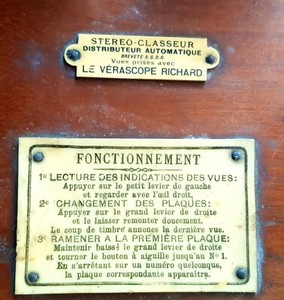 STEREO-CLASSEUR
DISTRIBUTEUR AUTOMATIQUE
BREVETÉ S.G.D.G
Vues prises avec
LE VÉRASCOPE RICHARD
FONCTIONNEMENT
1º LECTURE DES INDICATIONS DES VUES:
Appuyer sur le petit levier de gauche
et regarder avec l'œil droit.
2º CHANGEMENT DES PLAQUES:
Appuyer sur le grand levier de droite
et le laisser remonter doucement.
Le coup de timbre annonce la dernière vue.
3º RAMENER A LA PREMIÈRE PLAQUE:
Maintenir baissé le grand levier de droite
et tourner le bouton à aiguille jusqu'au Nº 1.
En s'arrêtant sur un numéro quelconque,
la plaque correspondante apparaîtra.